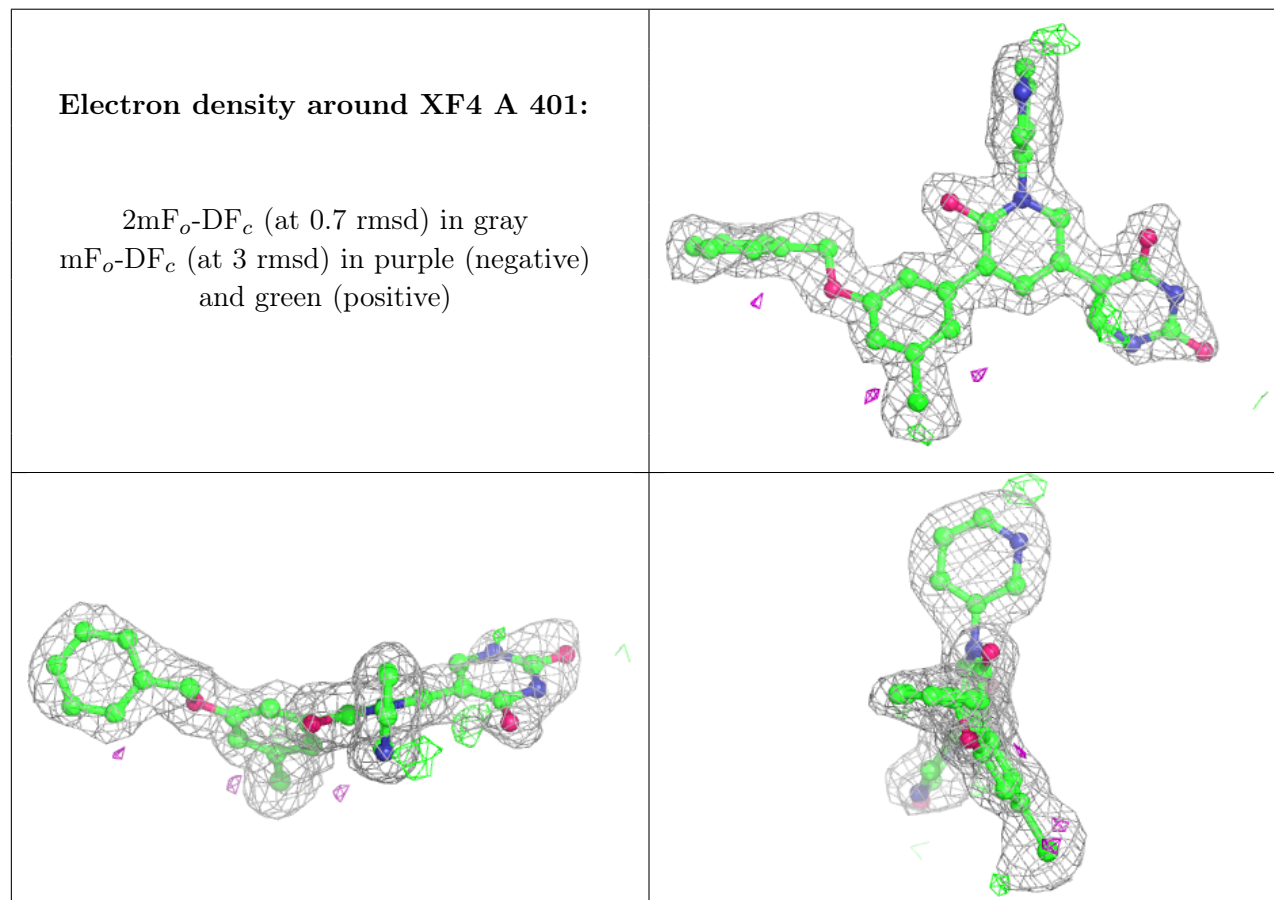 Electron density around XF4 A 401:
2mFo-DFc (at 0.7 rmsd) in gray
mFo-DFc (at 3 rmsd) in purple (negative)
and green (positive)